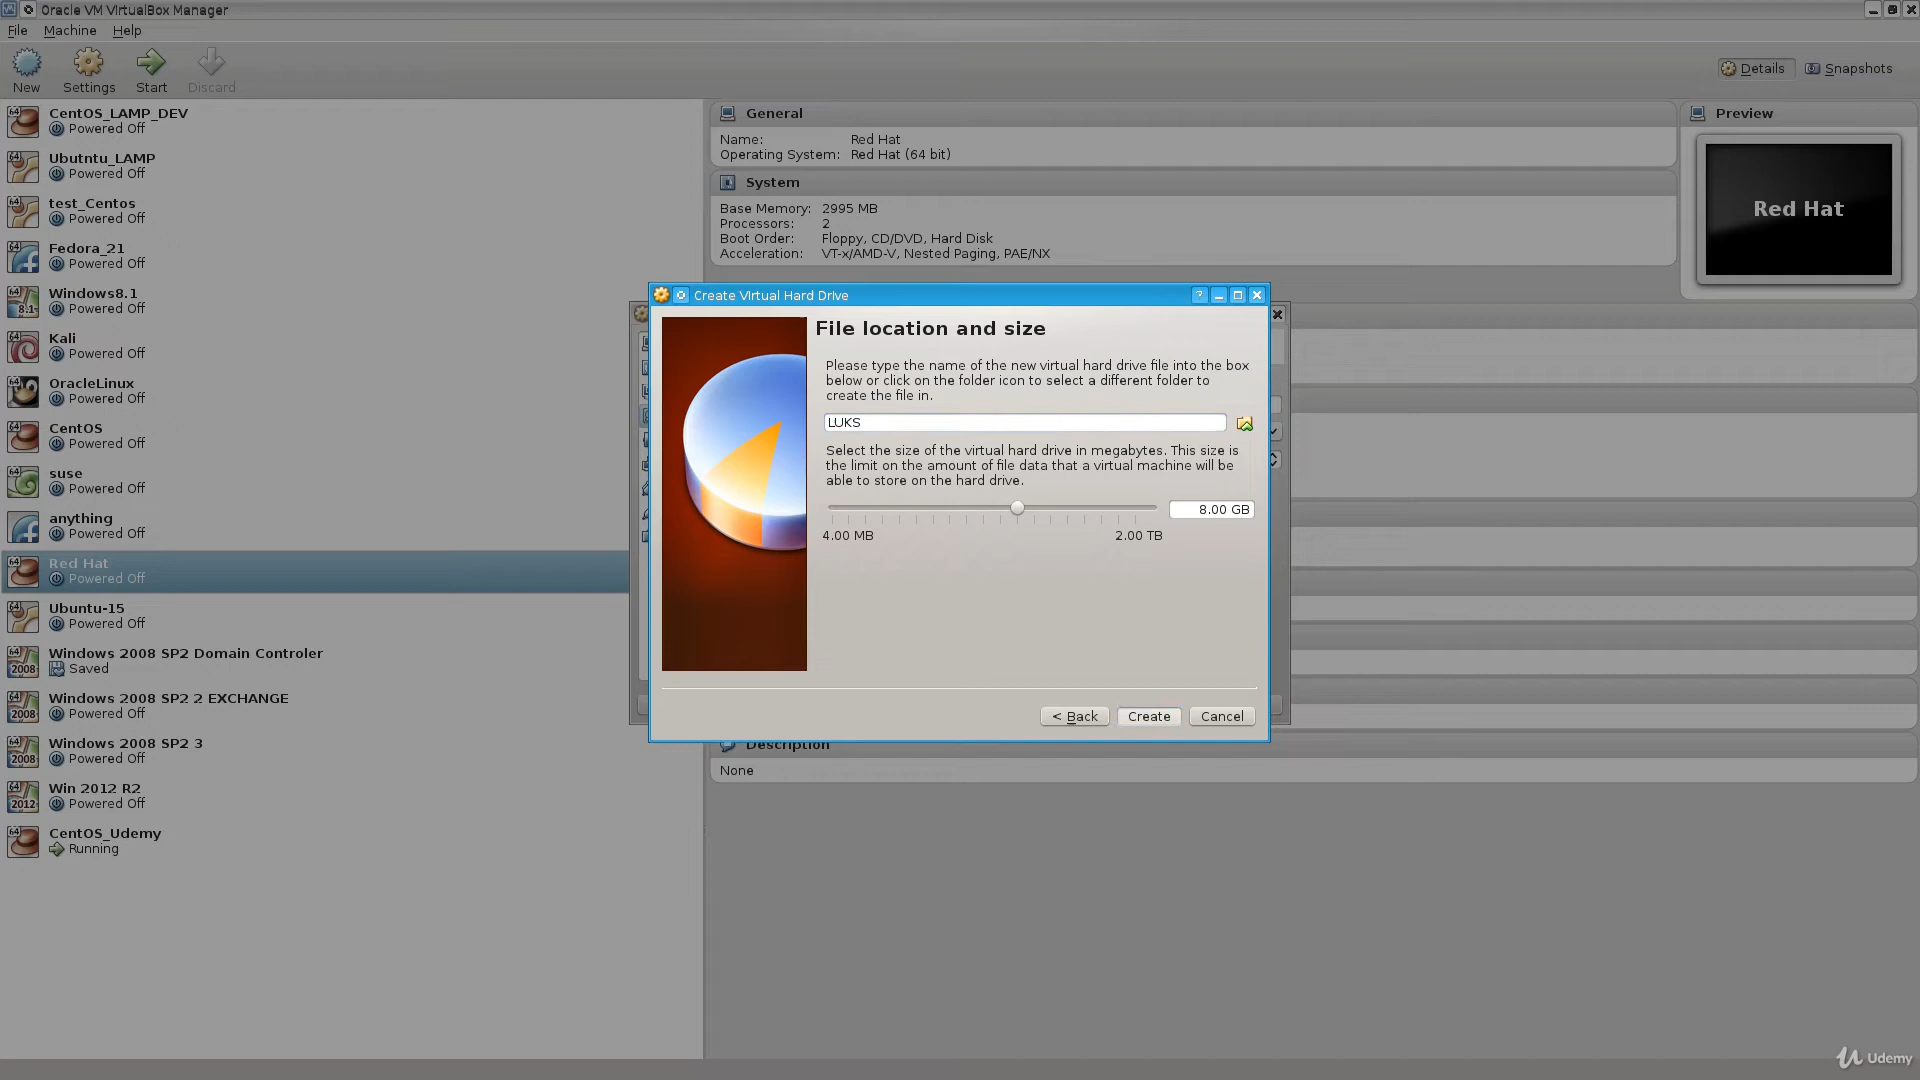 Oracle VM VirtualBox Manager
File Machine Help
New Settings Start Discard
Details Snapshots
CentOS_LAMP_DEV
Powered Off
Ubutntu_LAMP
Powered Off
test_Centos
Powered Off
Fedora_21
Powered Off
Windows8.1
Powered Off
Kali
Powered Off
OracleLinux
Powered Off
CentOS
Powered Off
suse
Powered Off
anything
Powered Off
Red Hat
Powered Off
Ubuntu-15
Powered Off
Windows 2008 SP2 Domain Controler
Saved
Windows 2008 SP2 2 EXCHANGE
Powered Off
Windows 2008 SP2 3
Powered Off
Win 2012 R2
Powered Off
CentOS_Udemy
Running
General
Name: Red Hat
Operating System: Red Hat (64 bit)
System
Base Memory: 2995 MB
Processors: 2
Boot Order: Floppy, CD/DVD, Hard Disk
Acceleration: VT-x/AMD-V, Nested Paging, PAE/NX
Preview
Red Hat
Create Virtual Hard Drive
File location and size
Please type the name of the new virtual hard drive file into the box
below or click on the folder icon to select a different folder to
create the file in.
LUKS
Select the size of the virtual hard drive in megabytes. This size is
the limit on the amount of file data that a virtual machine will be
able to store on the hard drive.
8.00 GB
4.00 MB 2.00 TB
< Back Create Cancel
Description
None
Udemy